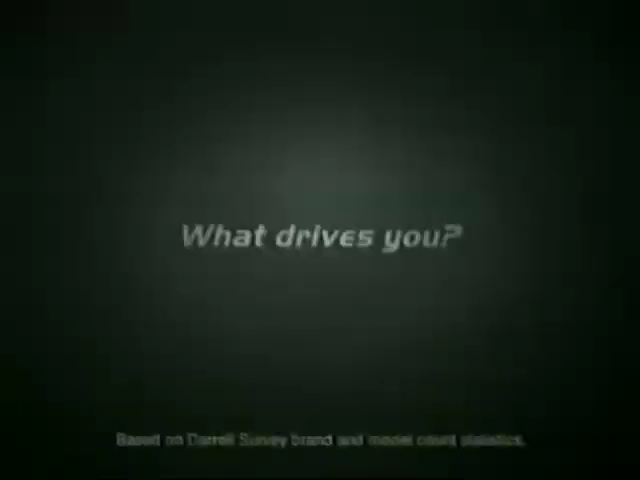 What drives you?
Based on Darrell Survey brand and model count statistics.